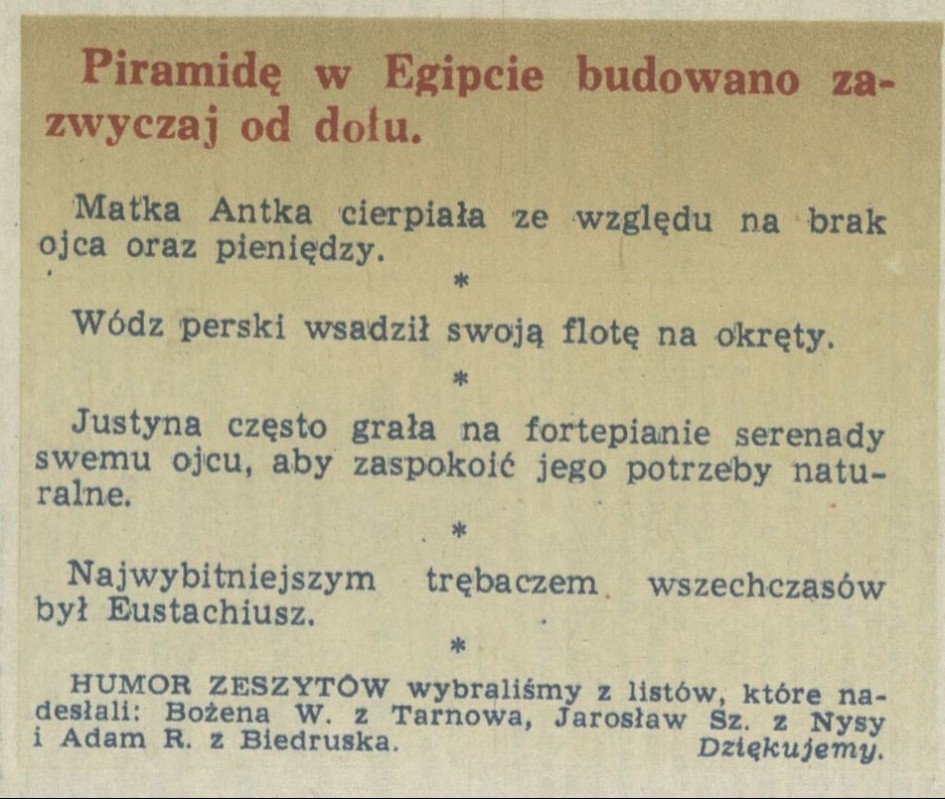 Piramidę w Egipcie budowano za-
zwyczaj od dołu.
Matka Antka cierpiała ze względu na brak
ojca oraz pieniędzy.
*
Wódz perski wsadził swoją flotę na okręty.
*
Justyna często grała na fortepianie serenady
swemu ojcu, aby zaspokoić jego potrzeby natu-
ralne.
*
Najwybitniejszym trębaczem wszechczasów
był Eustachiusz.
*
HUMOR ZESZYTÓW wybraliśmy z listów, które na-
desłali: Bożena W. z Tarnowa, Jarosław Sz. z Nysy
i Adam R. z Biedruska. Dziękujemy.